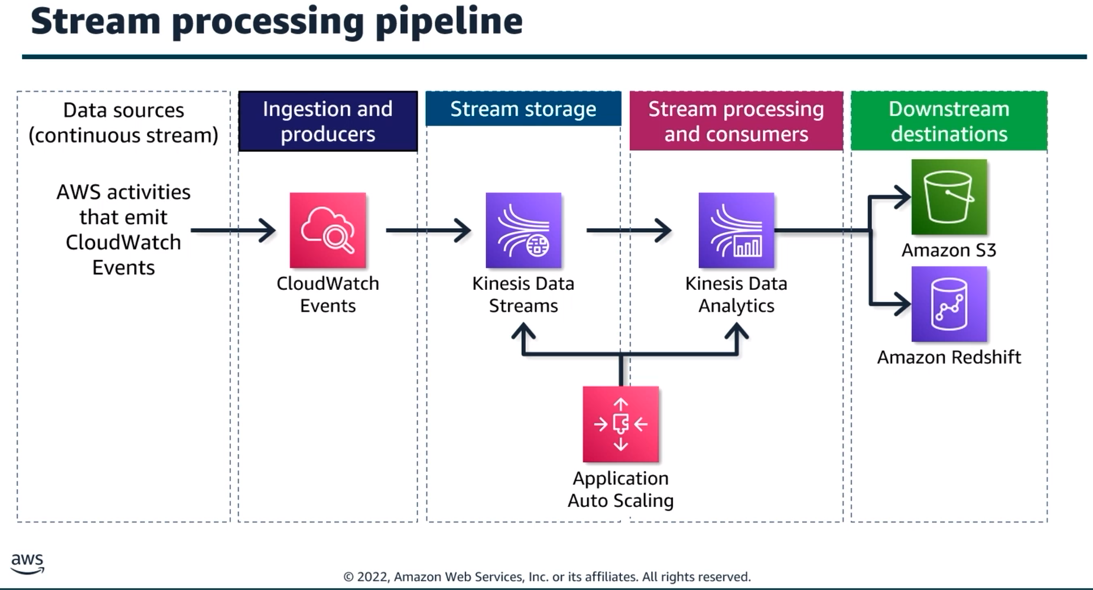 Stream processing pipeline
Data sources
(continuous stream)
Ingestion and
producers
Stream storage
Stream processing
and consumers
Downstream
destinations
AWS activities
that emit
CloudWatch
Events
CloudWatch
Events
Kinesis Data
Streams
Kinesis Data
Analytics
Amazon S3
Amazon Redshift
Application
Auto Scaling
aws
© 2022, Amazon Web Services, Inc. or its affiliates. All rights reserved.